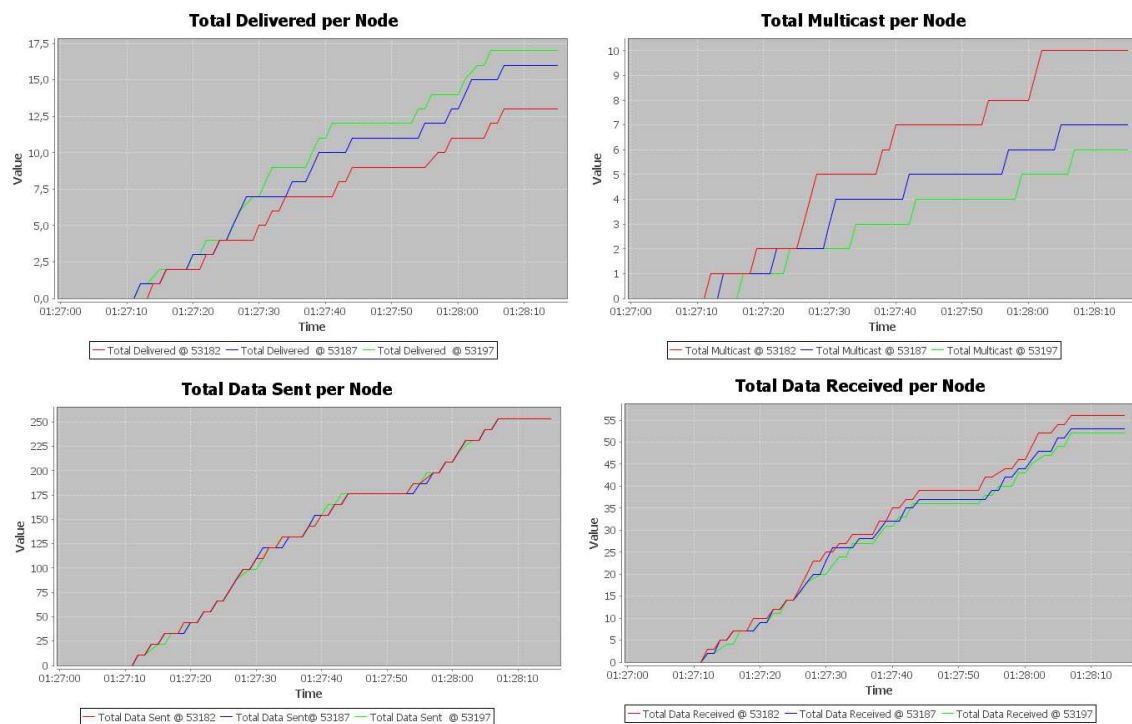 Total Delivered per Node
17,5
15,0
12,5
10,0
7,5
5,0
2,5
0,0
Value
01:27:00 01:27:10 01:27:20 01:27:30 01:27:40 01:27:50 01:28:00 01:28:10
Time
Total Delivered @ 53182 Total Delivered @ 53187 Total Delivered @ 53197
Total Multicast per Node
10
9
8
7
6
5
4
3
2
1
0
Value
01:27:00 01:27:10 01:27:20 01:27:30 01:27:40 01:27:50 01:28:00 01:28:10
Time
Total Multicast @ 53182 Total Multicast @ 53187 Total Multicast @ 53197
Total Data Sent per Node
250
225
200
175
150
125
100
75
50
25
0
Value
01:27:00 01:27:10 01:27:20 01:27:30 01:27:40 01:27:50 01:28:00 01:28:10
Time
Total Data Sent @ 53182 Total Data Sent@ 53187 Total Data Sent @ 53197
Total Data Received per Node
55
50
45
40
35
30
25
20
15
10
5
0
Value
01:27:00 01:27:10 01:27:20 01:27:30 01:27:40 01:27:50 01:28:00 01:28:10
Time
Total Data Received @ 53182 Total Data Received @ 53187 Total Data Received @ 53197